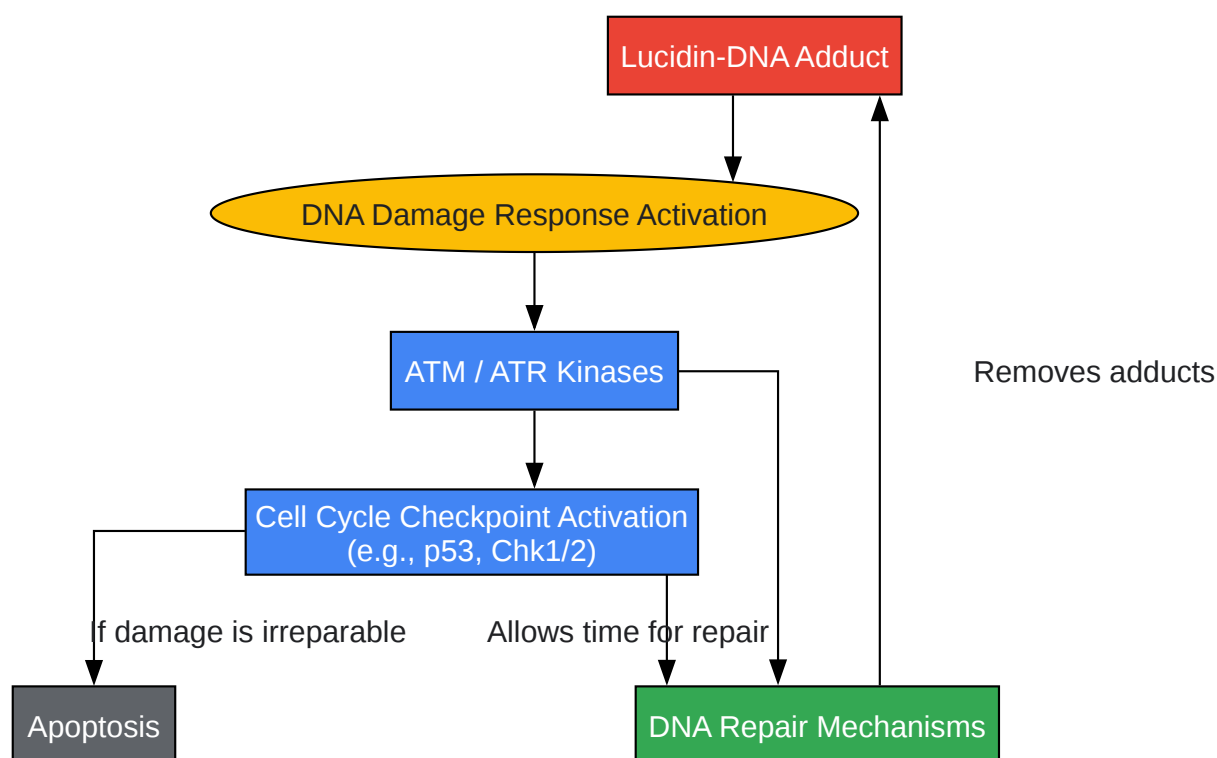 Lucidin-DNA Adduct
DNA Damage Response Activation
ATM / ATR Kinases
Removes adducts
Cell Cycle Checkpoint Activation
(e.g., p53, Chk1/2)
If damage is irreparable
Allows time for repair
Apoptosis
DNA Repair Mechanisms